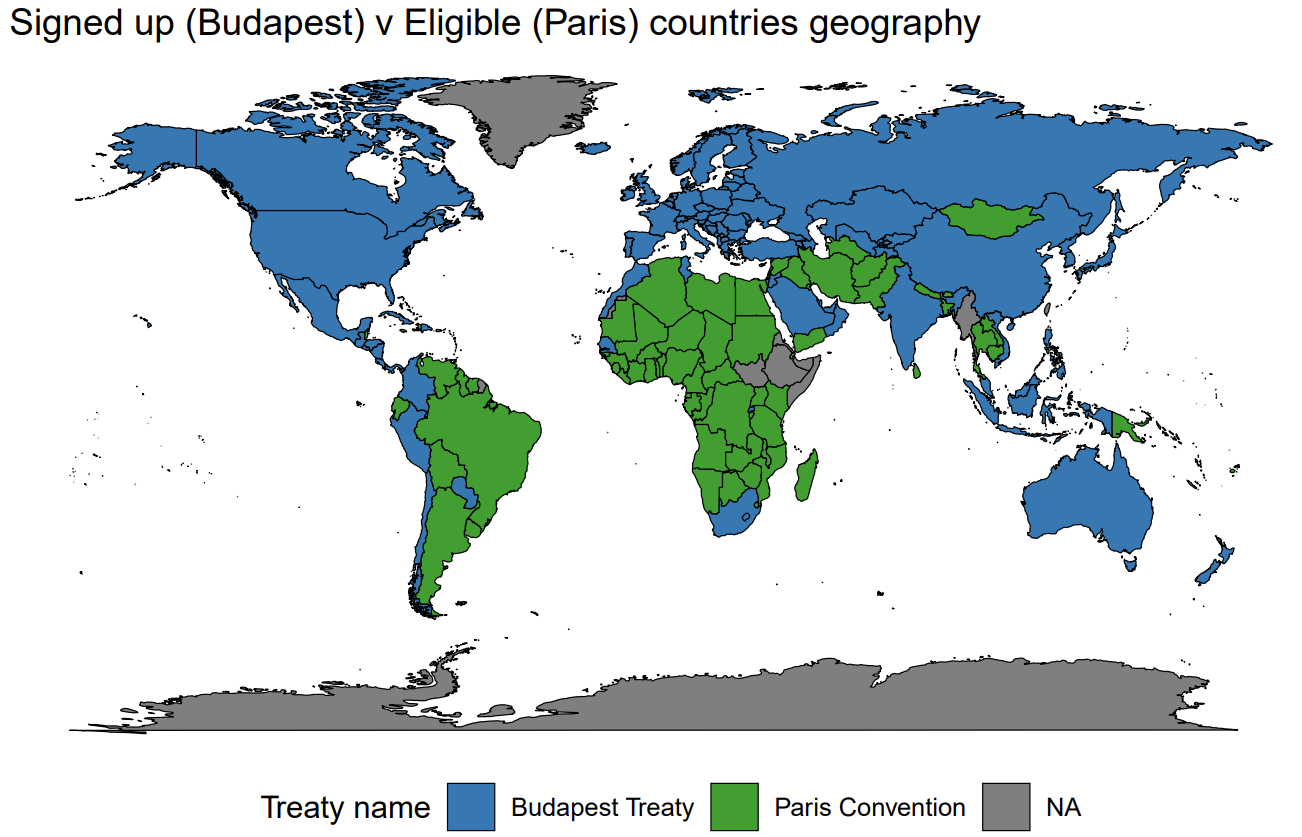 Signed up (Budapest) v Eligible (Paris) countries geography
Treaty name Budapest Treaty Paris Convention NA